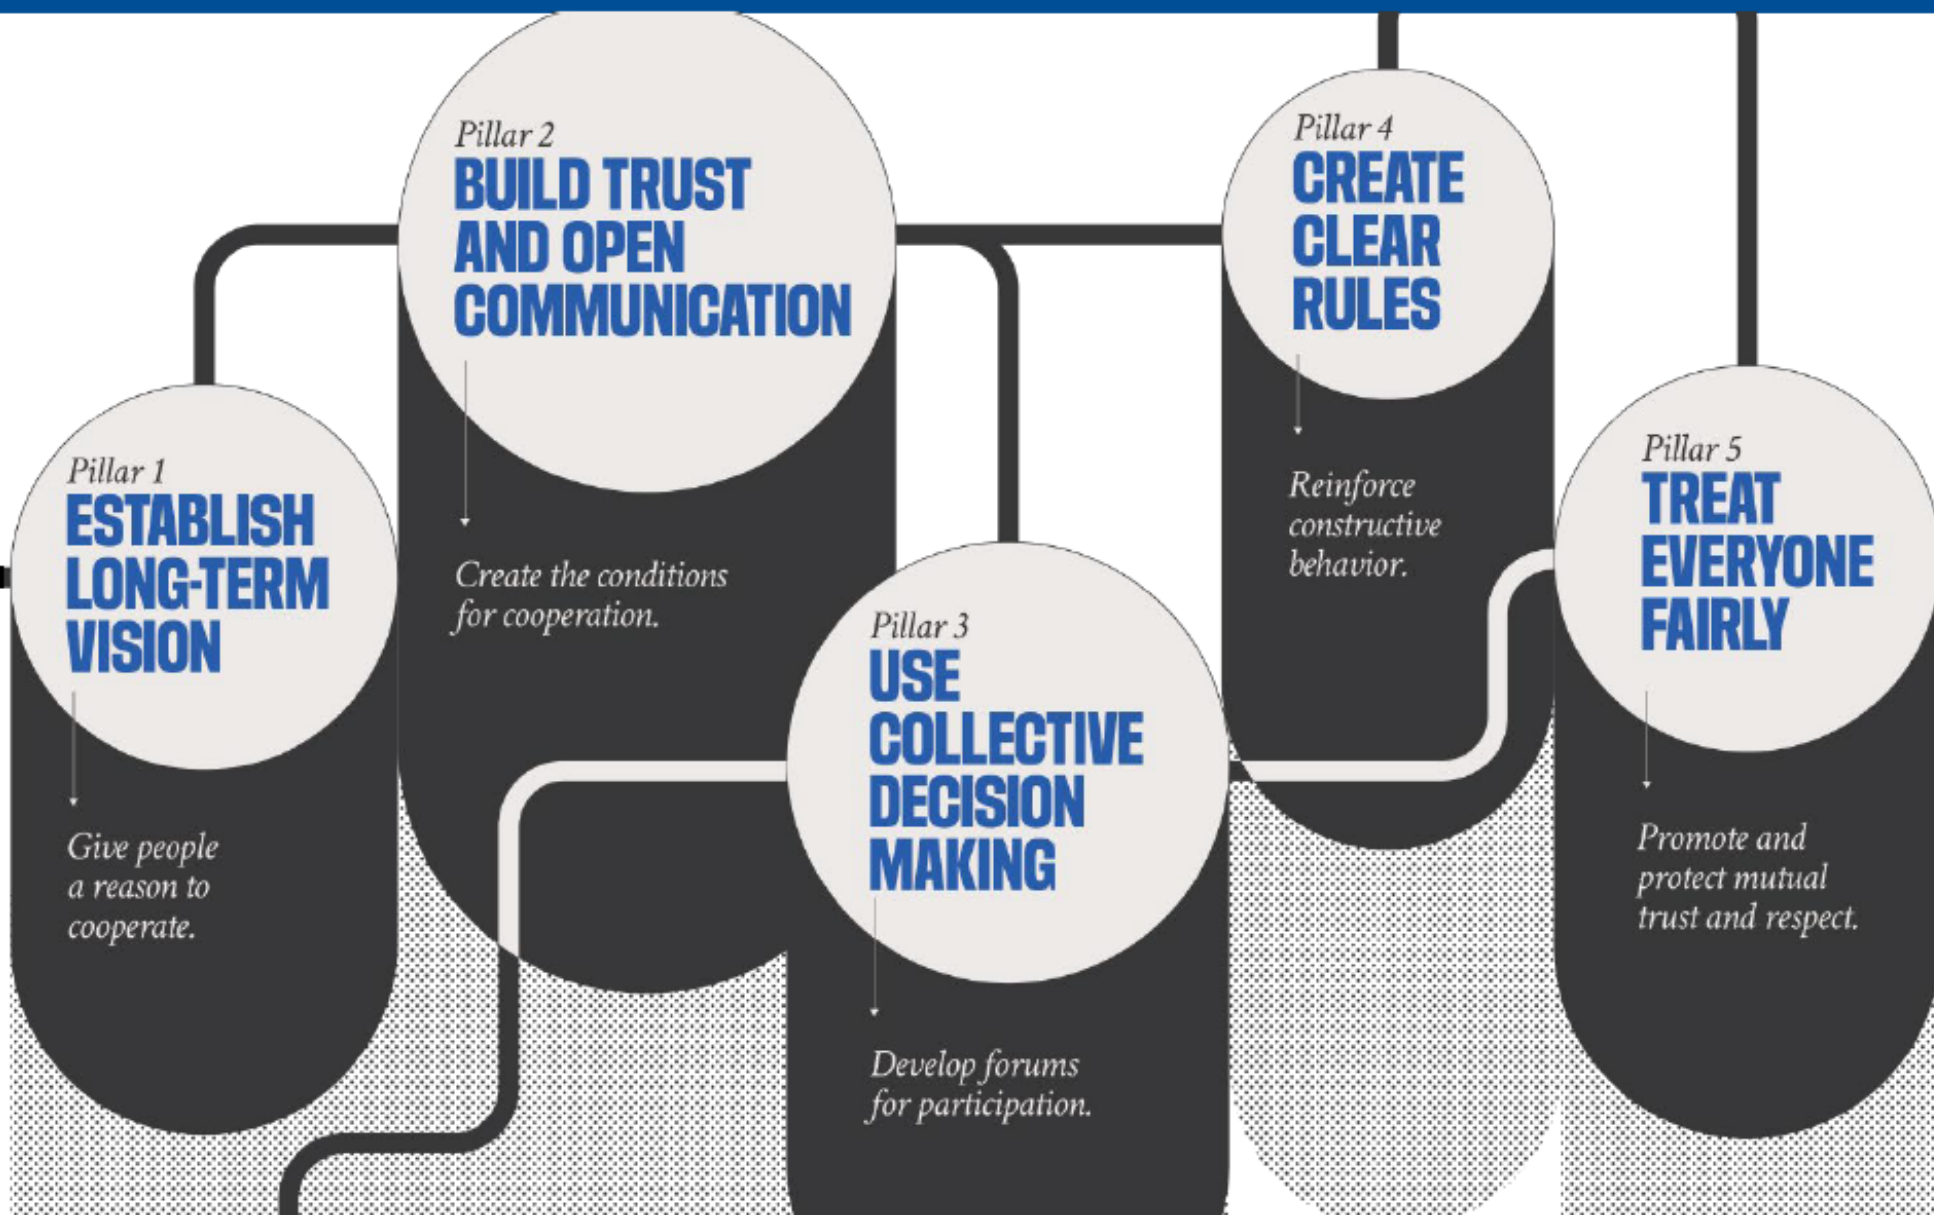 Pillar 1
ESTABLISH
LONG-TERM
VISION
Give people
a reason to
cooperate.
Pillar 2
BUILD TRUST
AND OPEN
COMMUNICATION
Create the conditions
for cooperation.
Pillar 3
USE
COLLECTIVE
DECISION
MAKING
Develop forums
for participation.
Pillar 4
CREATE
CLEAR
RULES
Reinforce
constructive
behavior.
Pillar 5
TREAT
EVERYONE
FAIRLY
Promote and
protect mutual
trust and respect.